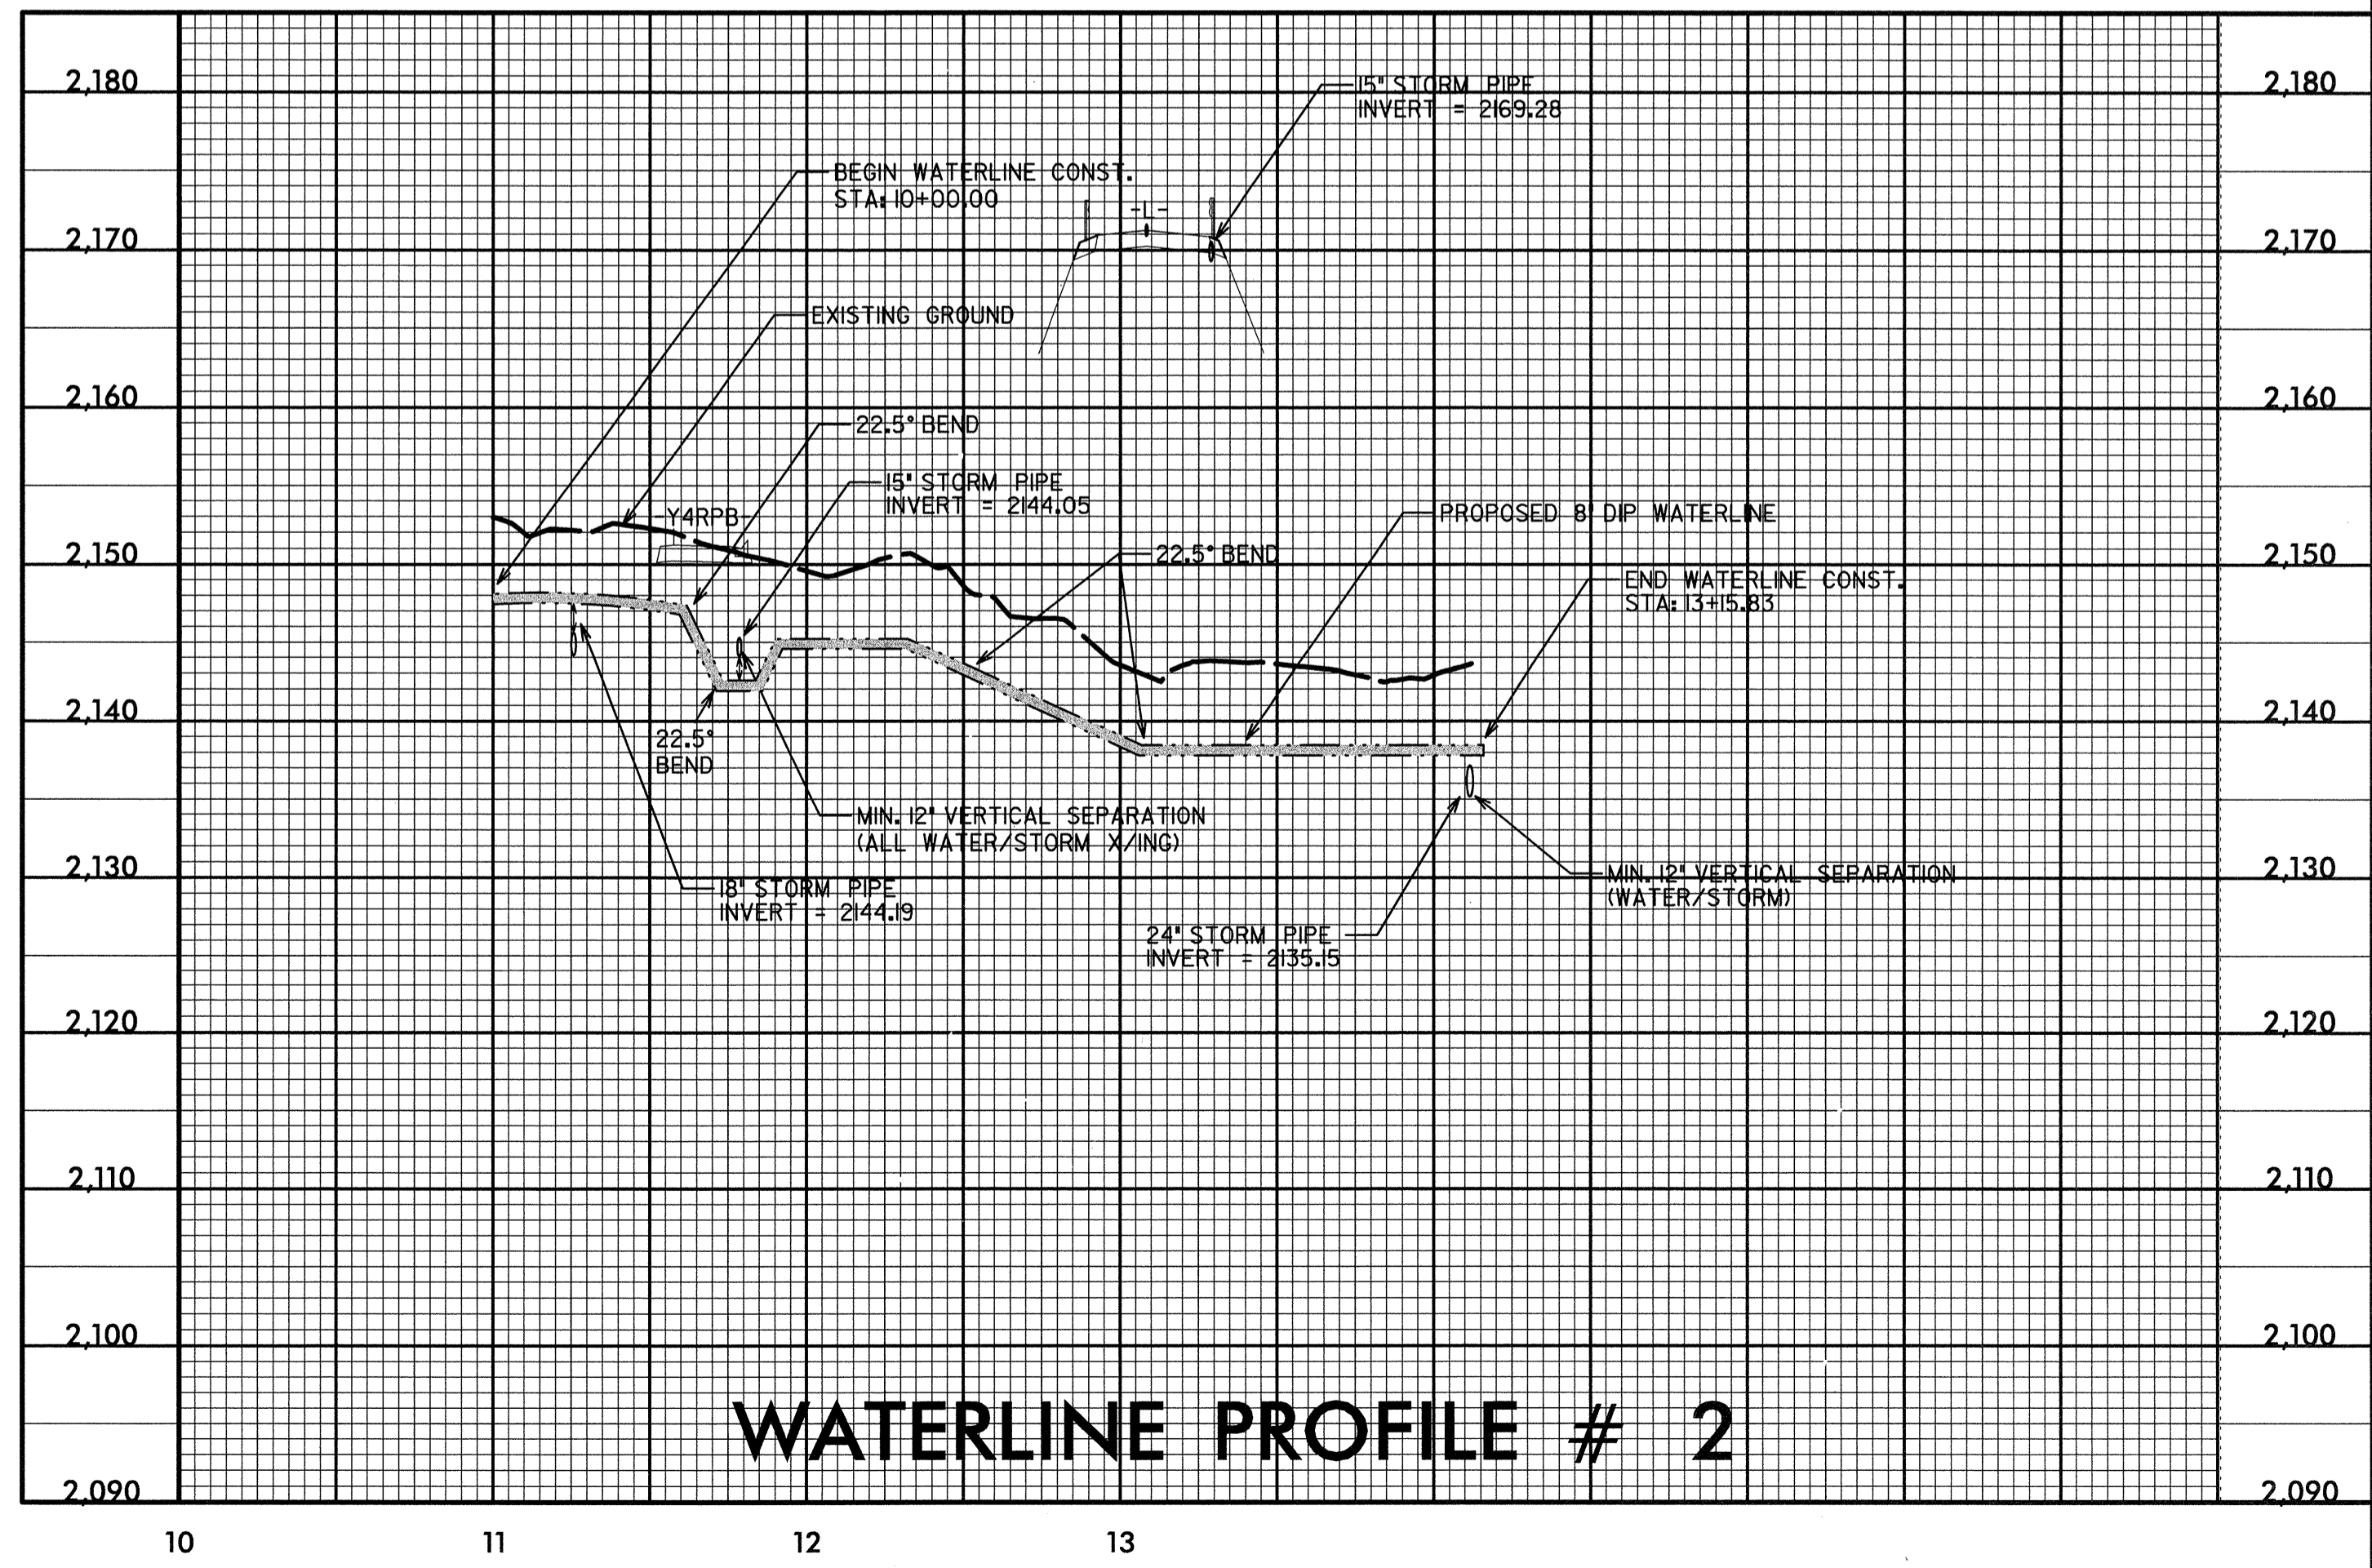 2,180 2,180
15" STORM PIPE
INVERT = 2169.28
BEGIN WATERLINE CONST.
STA: 10+00.00
-L-
2,170 2,170
EXISTING GROUND
2,160 2,160
22.5° BEND
15" STORM PIPE
INVERT = 2144.05
-Y4RPB-
PROPOSED 8" DIP WATERLINE
2,150 2,150
22.5° BEND
END WATERLINE CONST.
STA: 13+15.83
2,140 2,140
22.5°
BEND
MIN. 12" VERTICAL SEPARATION
(ALL WATER/STORM X/ING)
2,130 2,130
18" STORM PIPE
INVERT = 2144.19
MIN. 12" VERTICAL SEPARATION
(WATER/STORM)
24" STORM PIPE
INVERT = 2135.15
2,120 2,120
2,110 2,110
2,100 2,100
WATERLINE PROFILE # 2
2,090 2,090
10 11 12 13